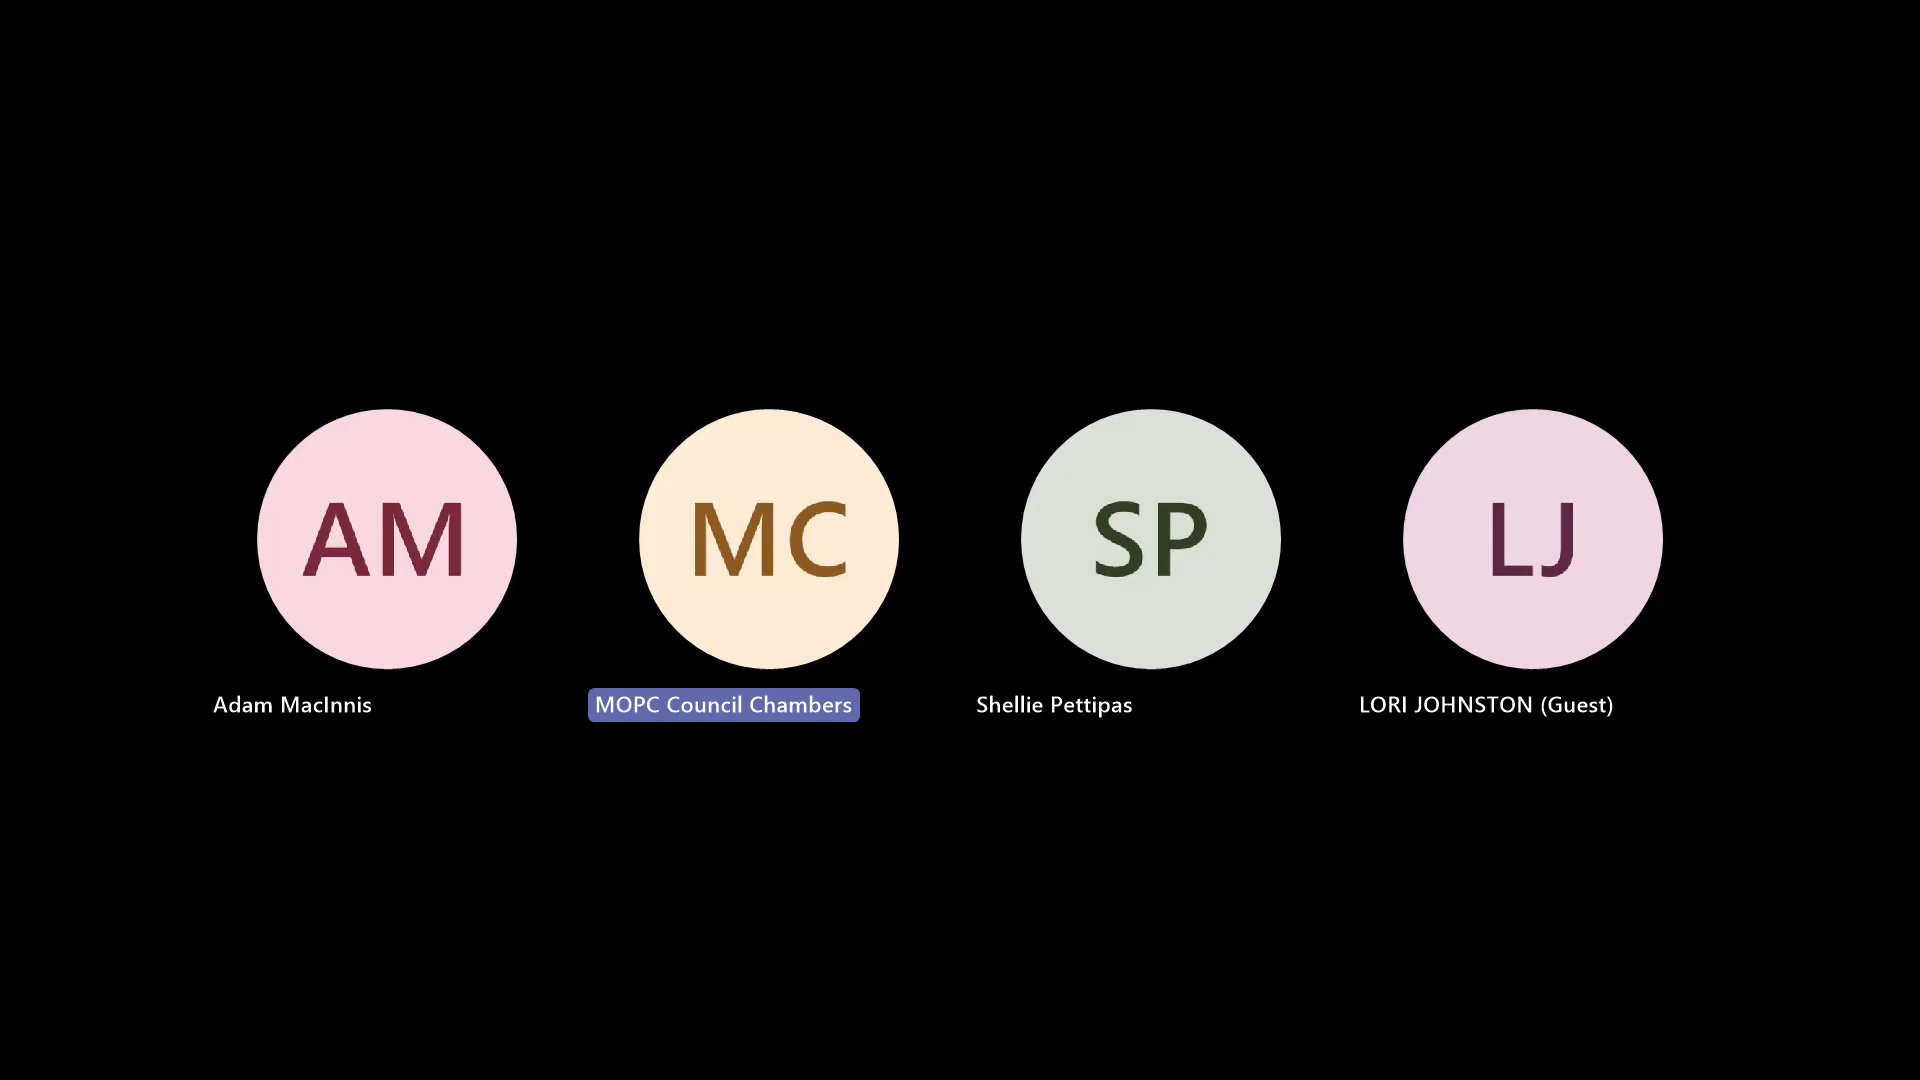 AM
MC
SP
LJ
Adam MacInnis
MOPC Council Chambers
Shellie Pettipas
LORI JOHNSTON (Guest)